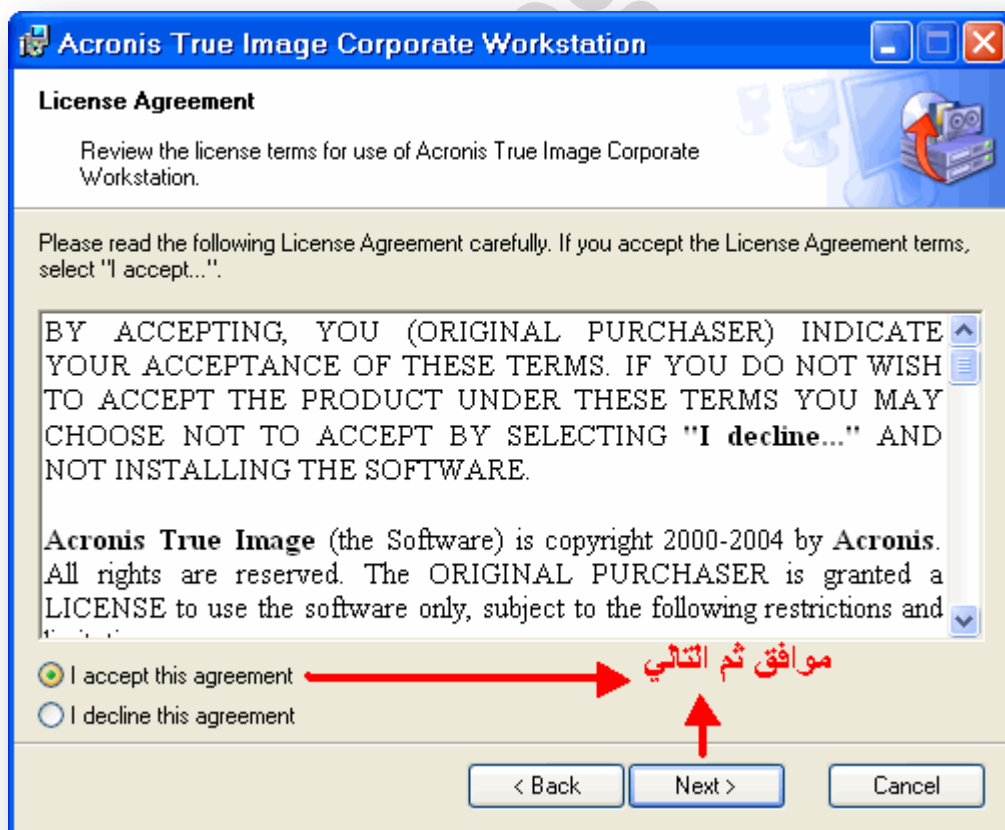 Acronis True Image Corporate Workstation
License Agreement
Review the license terms for use of Acronis True Image Corporate
Workstation.
Please read the following License Agreement carefully. If you accept the License Agreement terms,
select "I accept...".
BY ACCEPTING, YOU (ORIGINAL PURCHASER) INDICATE
YOUR ACCEPTANCE OF THESE TERMS. IF YOU DO NOT WISH
TO ACCEPT THE PRODUCT UNDER THESE TERMS YOU MAY
CHOOSE NOT TO ACCEPT BY SELECTING "I decline..." AND
NOT INSTALLING THE SOFTWARE.
Acronis True Image (the Software) is copyright 2000-2004 by Acronis.
All rights are reserved. The ORIGINAL PURCHASER is granted a
LICENSE to use the software only, subject to the following restrictions and
موافق ثم التالي
I accept this agreement
I decline this agreement
< Back
Next >
Cancel